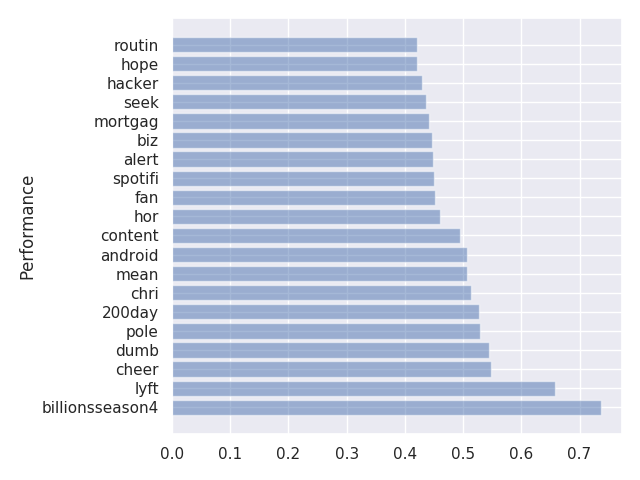 routin
hope
hacker
seek
mortgag
biz
alert
spotifi
fan
hor
content
android
mean
chri
200day
pole
dumb
cheer
lyft
billionsseason4
Performance
0.0 0.1 0.2 0.3 0.4 0.5 0.6 0.7